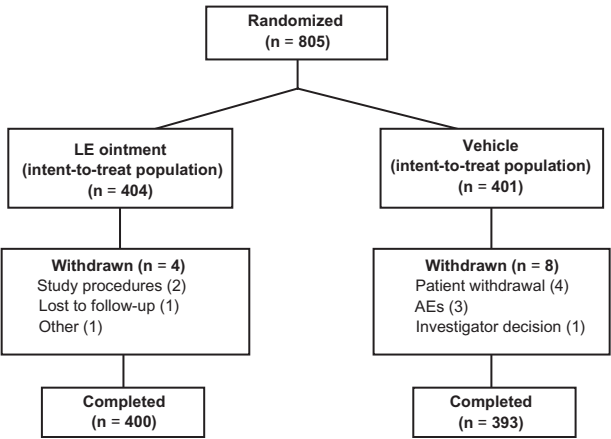 Randomized
(n = 805)
LE ointment
(intent-to-treat population)
(n = 404)
Vehicle
(intent-to-treat population)
(n = 401)
Withdrawn (n = 4)
Study procedures (2)
Lost to follow-up (1)
Other (1)
Withdrawn (n = 8)
Patient withdrawal (4)
AEs (3)
Investigator decision (1)
Completed
(n = 400)
Completed
(n = 393)